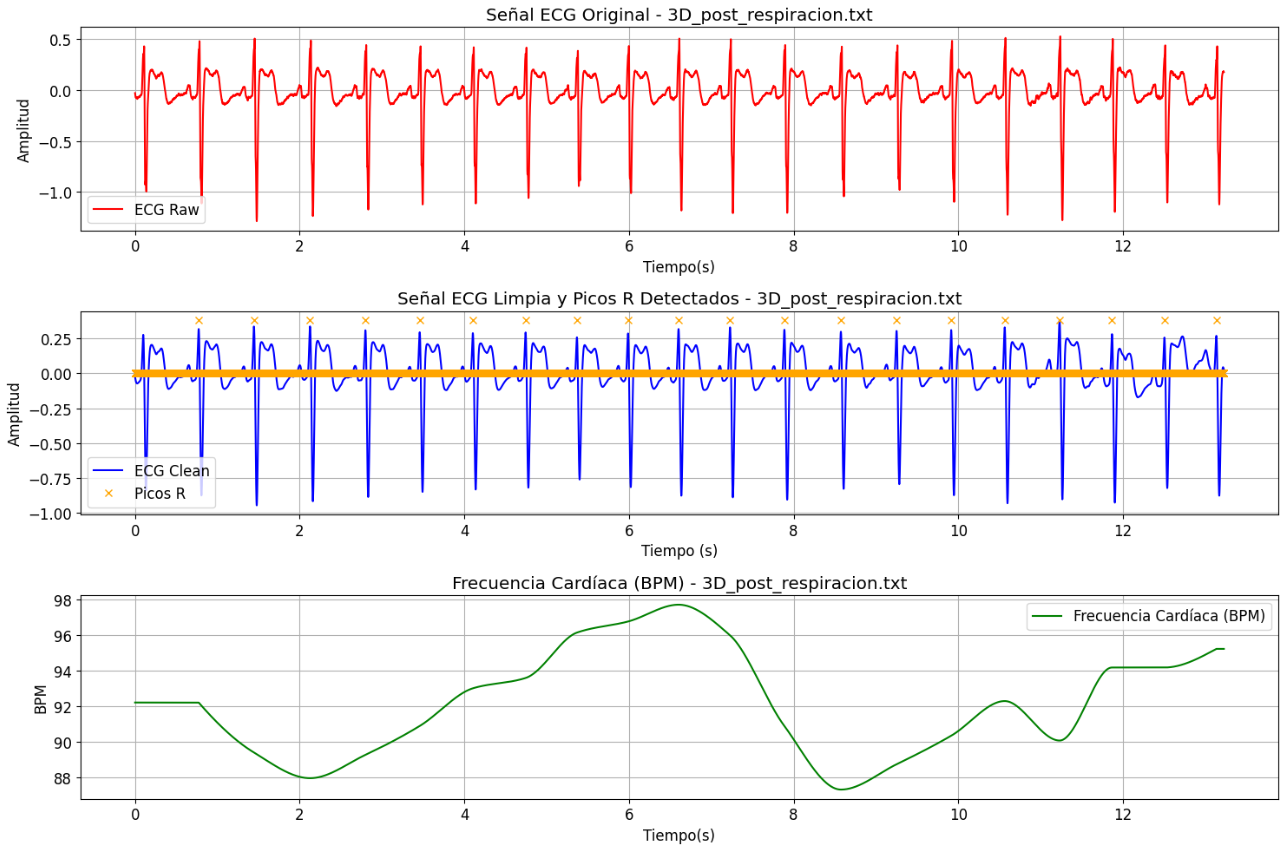 Señal ECG Original - 3D_post_respiracion.txt
0.5
0.0
−0.5
−1.0
Amplitud
ECG Raw
0 2 4 6 8 10 12
Tiempo(s)
Señal ECG Limpia y Picos R Detectados - 3D_post_respiracion.txt
0.25
0.00
−0.25
−0.50
−0.75
−1.00
Amplitud
ECG Clean
Picos R
0 2 4 6 8 10 12
Tiempo (s)
Frecuencia Cardíaca (BPM) - 3D_post_respiracion.txt
98
96
94
92
90
88
BPM
Frecuencia Cardíaca (BPM)
0 2 4 6 8 10 12
Tiempo(s)